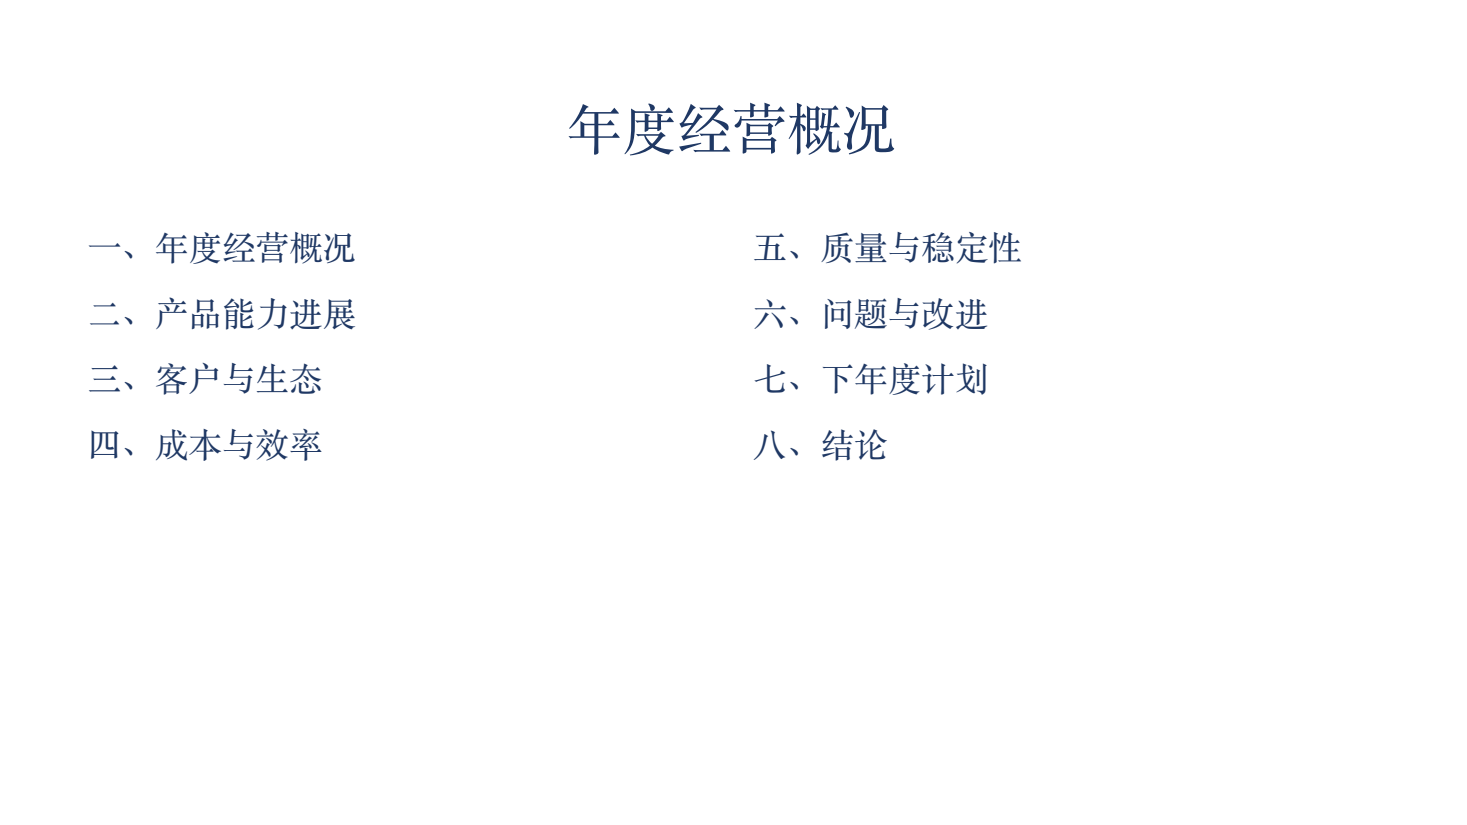 年度经营概况
一、年度经营概况
二、产品能力进展
三、客户与生态
四、成本与效率
五、质量与稳定性
六、问题与改进
七、下年度计划
八、结论